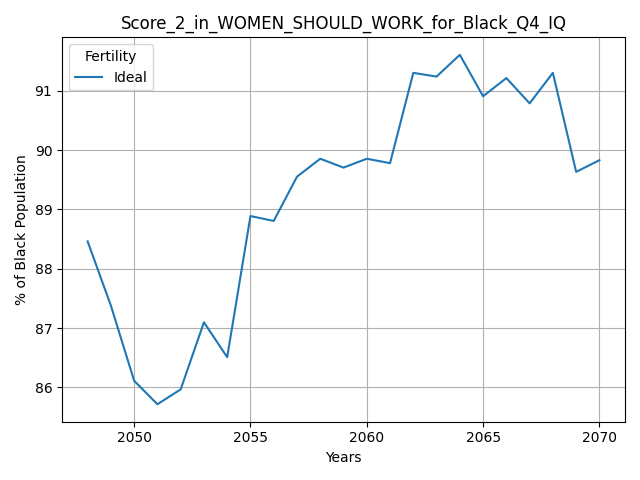 Score_2_in_WOMEN_SHOULD_WORK_for_Black_Q4_IQ
Fertility
Ideal
% of Black Population
91
90
89
88
87
86
2050 2055 2060 2065 2070
Years